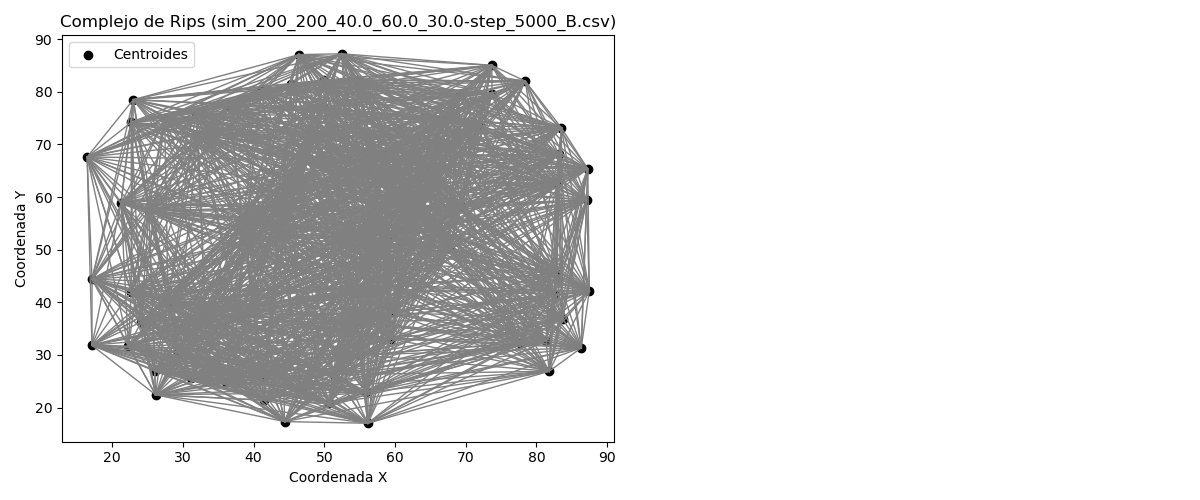 Complejo de Rips (sim_200_200_40.0_60.0_30.0-step_5000_B.csv)
Centroides
90
80
70
60
50
40
30
20
Coordenada Y
20 30 40 50 60 70 80 90
Coordenada X